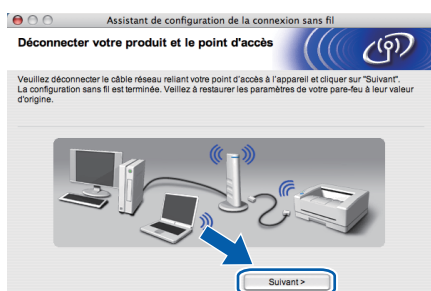 Assistant de configuration de la connexion sans fil
Déconnecter votre produit et le point d'accès
Veuillez déconnecter le câble réseau reliant votre point d'accès à l'appareil et cliquer sur "Suivant".
La configuration sans fil est terminée. Veillez à restaurer les paramètres de votre pare-feu à leur valeur
d'origine.
Suivant >